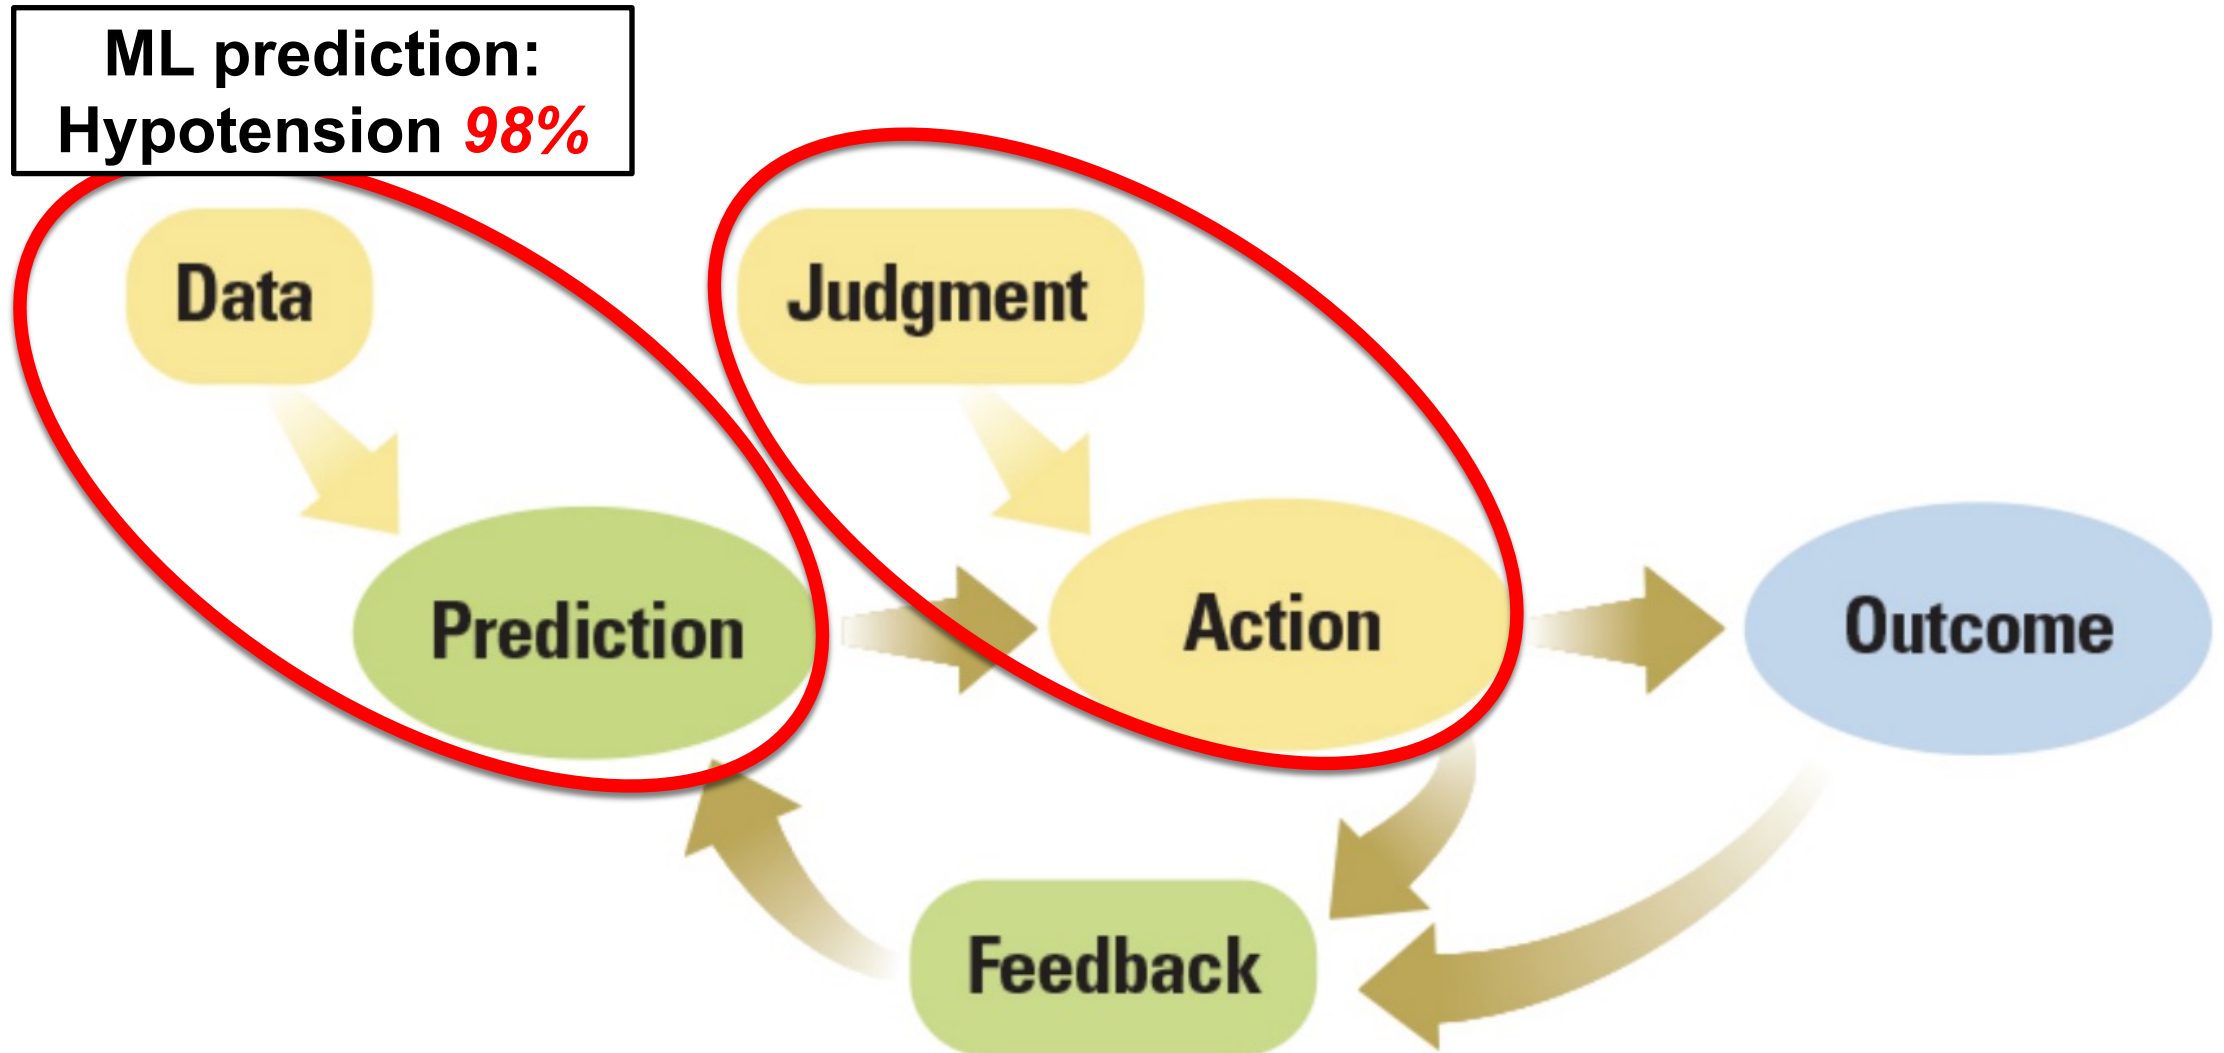 ML prediction:
Hypotension 98%
Data
Judgment
Prediction
Action
Outcome
Feedback